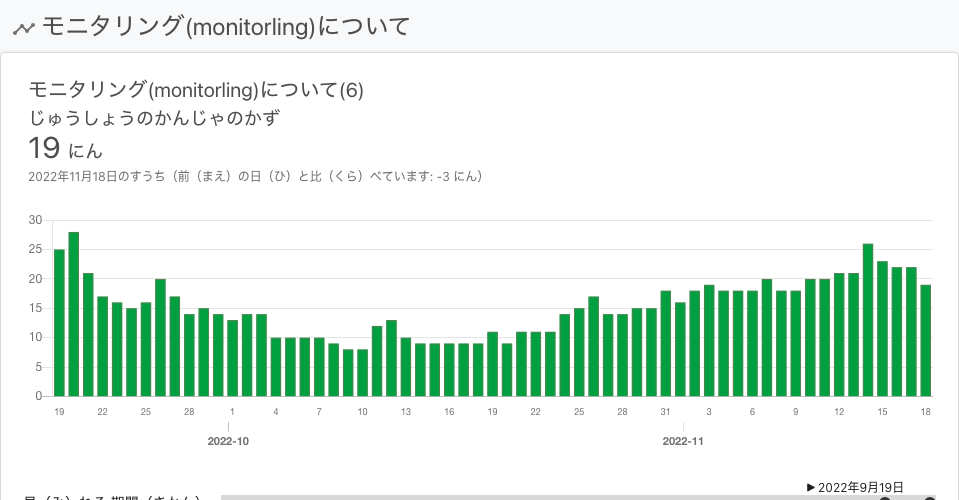 モニタリング(monitorling)について
モニタリング(monitorling)について(6)
じゅうしょうのかんじゃのかず
19 にん
2022年11月18日のすうち（前（まえ）の日（ひ）と比（くら）べています: -3 にん）
30
25
20
15
10
5
0
19 22 25 28 1 4 7 10 13 16 19 22 25 28 31 3 6 9 12 15 18
2022-10 2022-11
▶ 2022年9月19日